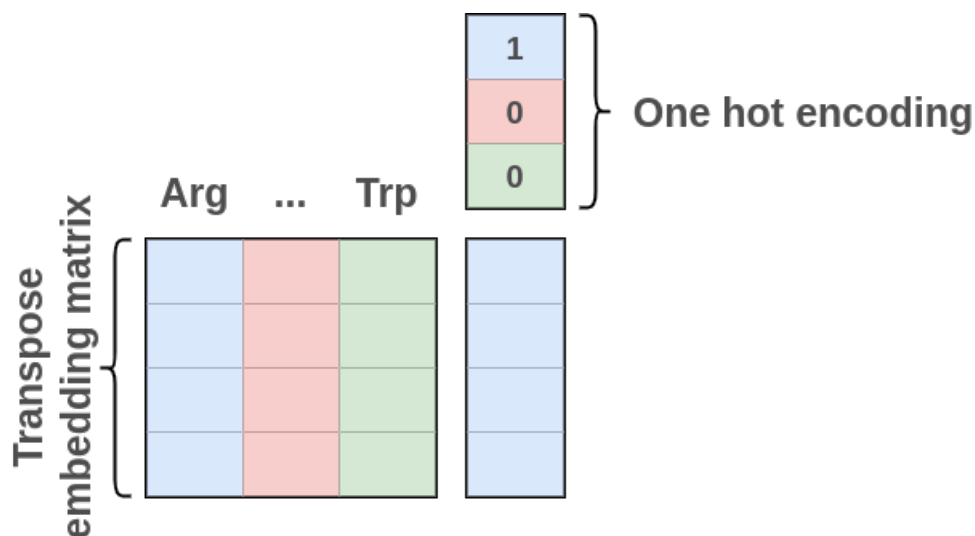 1
0
0
One hot encoding
Arg ... Trp
Transpose
embedding matrix